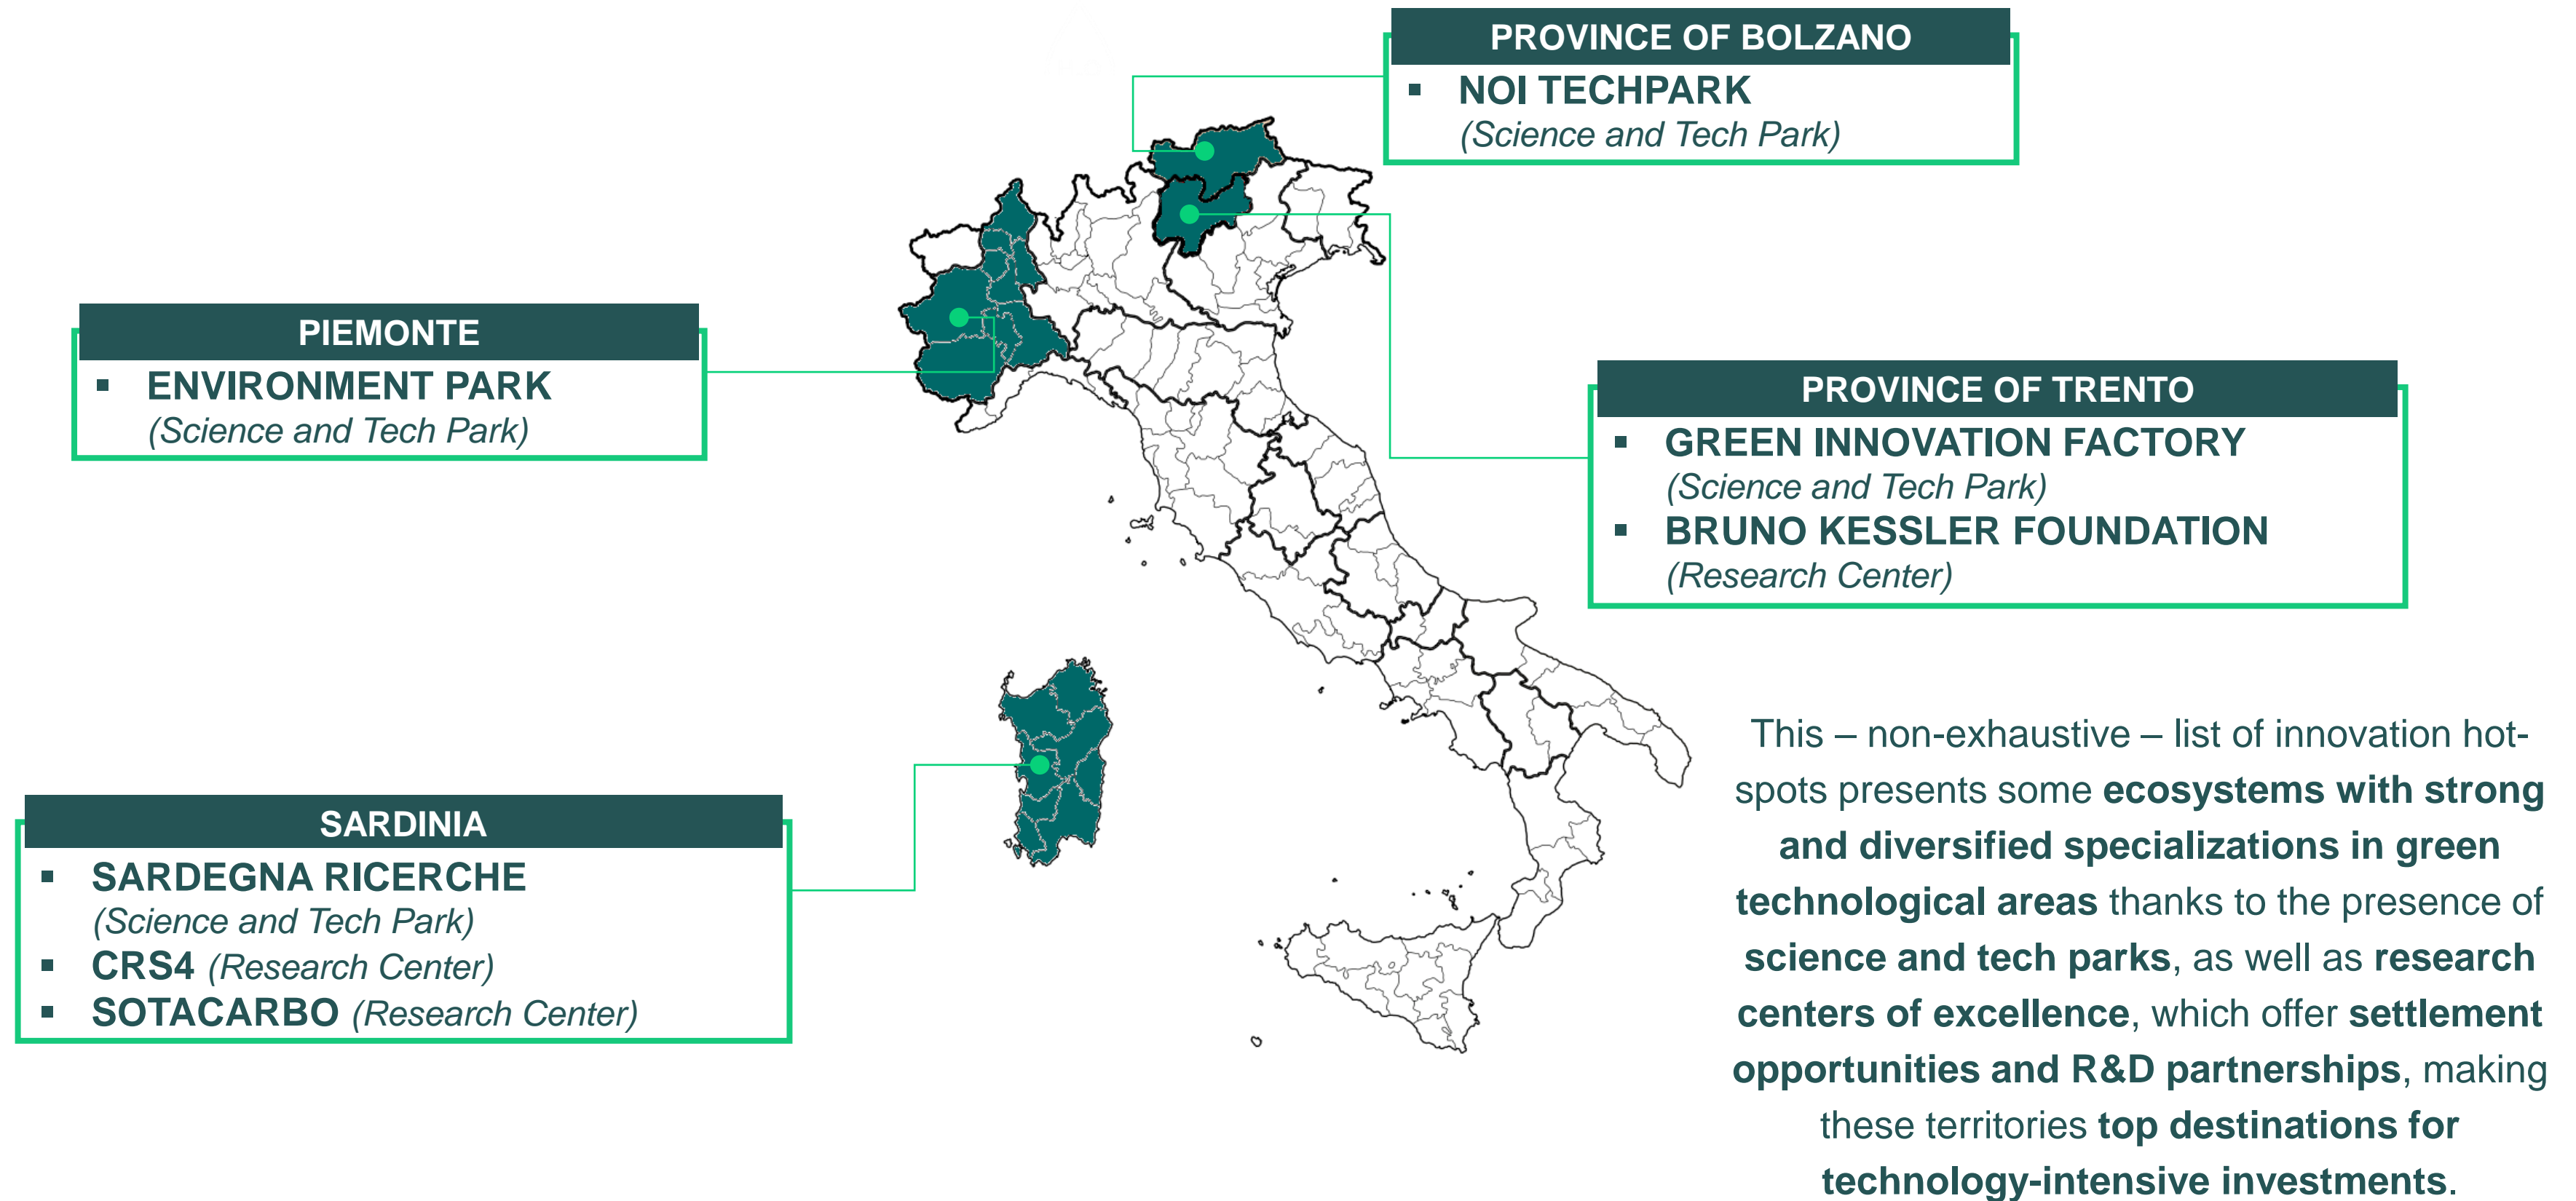 PROVINCE OF BOLZANO
▪ NOI TECHPARK
(Science and Tech Park)
PIEMONTE
▪ ENVIRONMENT PARK
(Science and Tech Park)
PROVINCE OF TRENTO
▪ GREEN INNOVATION FACTORY
(Science and Tech Park)
▪ BRUNO KESSLER FOUNDATION
(Research Center)
SARDINIA
▪ SARDEGNA RICERCHE
(Science and Tech Park)
▪ CRS4 (Research Center)
▪ SOTACARBO (Research Center)
This – non-exhaustive – list of innovation hot-
spots presents some ecosystems with strong
and diversified specializations in green
technological areas thanks to the presence of
science and tech parks, as well as research
centers of excellence, which offer settlement
opportunities and R&D partnerships, making
these territories top destinations for
technology-intensive investments.